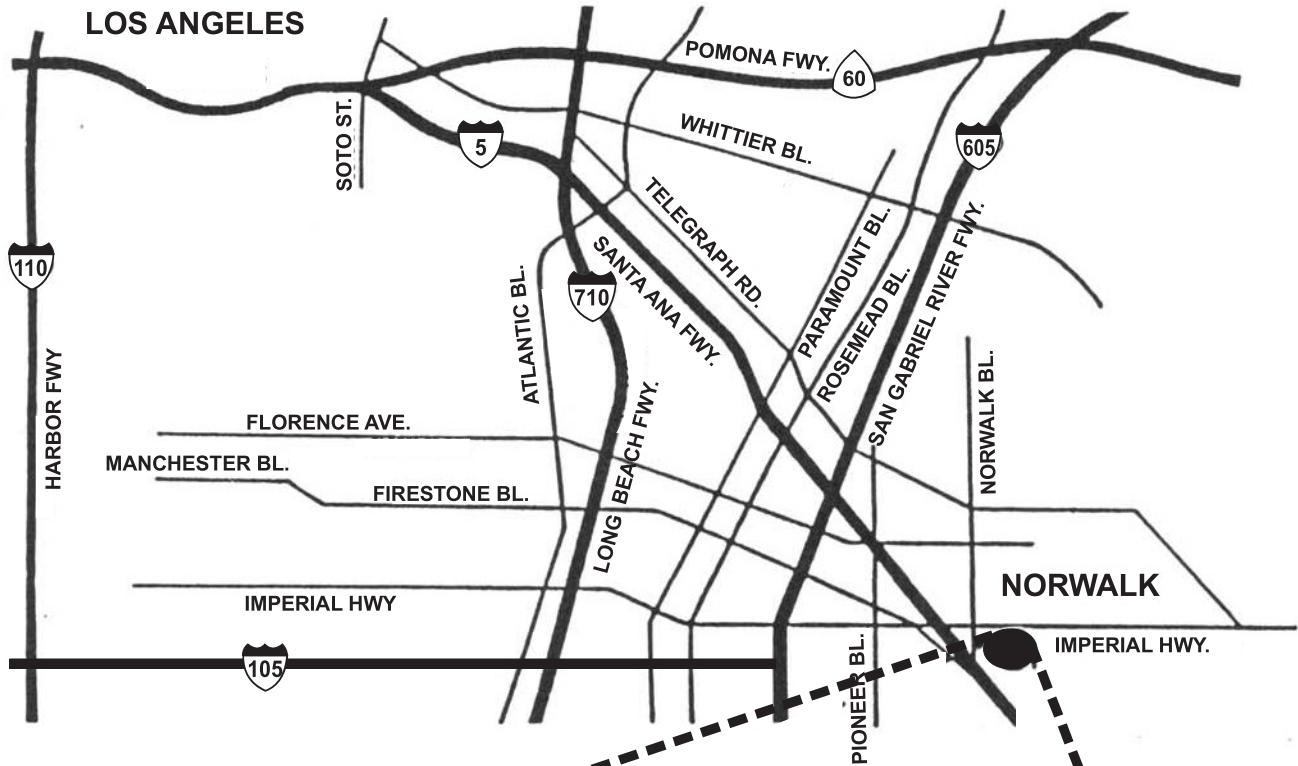 LOS ANGELES
POMONA FWY.
60
SOTO ST.
5
WHITTIER BL.
605
110
TELEGRAPH RD.
SANTA ANA FWY.
710
ATLANTIC BL.
PARAMOUNT BL.
ROSEMEAD BL.
SAN GABRIEL RIVER FWY.
NORWALK BL.
HARBOR FWY
LONG BEACH FWY.
FLORENCE AVE.
MANCHESTER BL.
FIRESTONE BL.
IMPERIAL HWY
NORWALK
IMPERIAL HWY.
105
PIONEER BL.